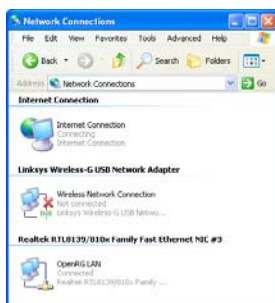 Network Connections
File Edit View Favorites Tools Advanced Help
Back Search Folders
Address Network Connections Go
Internet Connection
Internet Connection
Connecting
Internet Connection
Linksys Wireless-G USB Network Adapter
Wireless Network Connection
Not connected
Linksys Wireless-G USB Netwo...
Realtek RTL8139/810x Family Fast Ethernet NIC #3
OpenRG LAN
Connected
Realtek RTL8139/810x Family ...